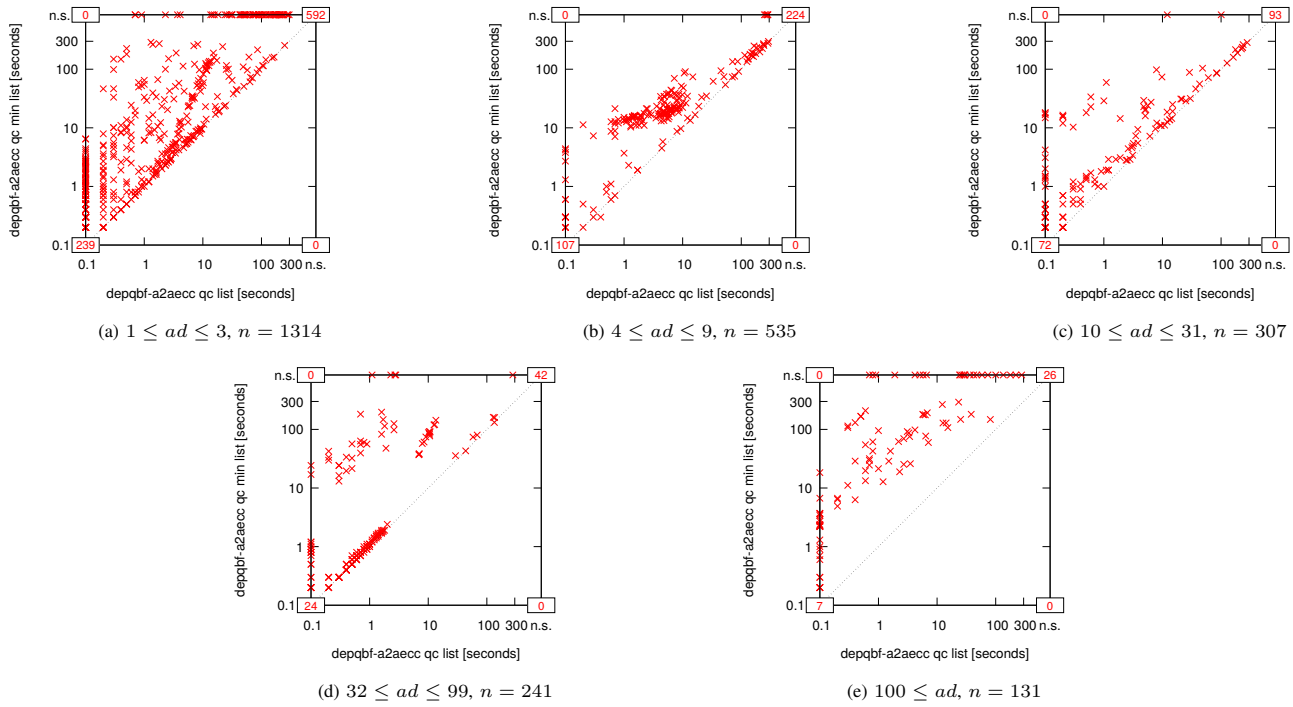 0 592
n.s.
300
100
10
1
0.1
239 0
0.1 1 10 100 300 n.s.
depqbf-a2aecc qc min list [seconds]
depqbf-a2aecc qc list [seconds]
(a) 1 ≤ ad ≤ 3, n = 1314
0 224
n.s.
300
100
10
1
0.1
107 0
0.1 1 10 100 300 n.s.
depqbf-a2aecc qc min list [seconds]
depqbf-a2aecc qc list [seconds]
(b) 4 ≤ ad ≤ 9, n = 535
0 93
n.s.
300
100
10
1
0.1
72 0
0.1 1 10 100 300 n.s.
depqbf-a2aecc qc min list [seconds]
depqbf-a2aecc qc list [seconds]
(c) 10 ≤ ad ≤ 31, n = 307
0 42
n.s.
300
100
10
1
0.1
24 0
0.1 1 10 100 300 n.s.
depqbf-a2aecc qc min list [seconds]
depqbf-a2aecc qc list [seconds]
(d) 32 ≤ ad ≤ 99, n = 241
0 26
n.s.
300
100
10
1
0.1
7 0
0.1 1 10 100 300 n.s.
depqbf-a2aecc qc min list [seconds]
depqbf-a2aecc qc list [seconds]
(e) 100 ≤ ad, n = 131